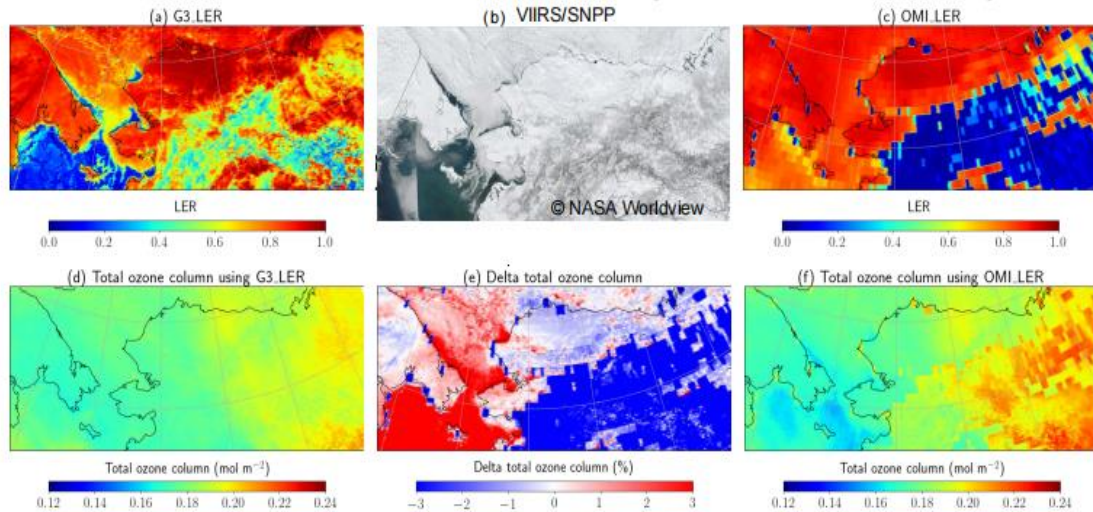 (a) G3_LER
(b) VIIRS/SNPP
(c) OMI_LER
© NASA Worldview
LER
0.0 0.2 0.4 0.6 0.8 1.0
LER
0.0 0.2 0.4 0.6 0.8 1.0
(d) Total ozone column using G3_LER
(e) Delta total ozone column
(f) Total ozone column using OMI_LER
Total ozone column (mol m⁻²)
0.12 0.14 0.16 0.18 0.20 0.22 0.24
Delta total ozone column (%)
−3 −2 −1 0 1 2 3
Total ozone column (mol m⁻²)
0.12 0.14 0.16 0.18 0.20 0.22 0.24